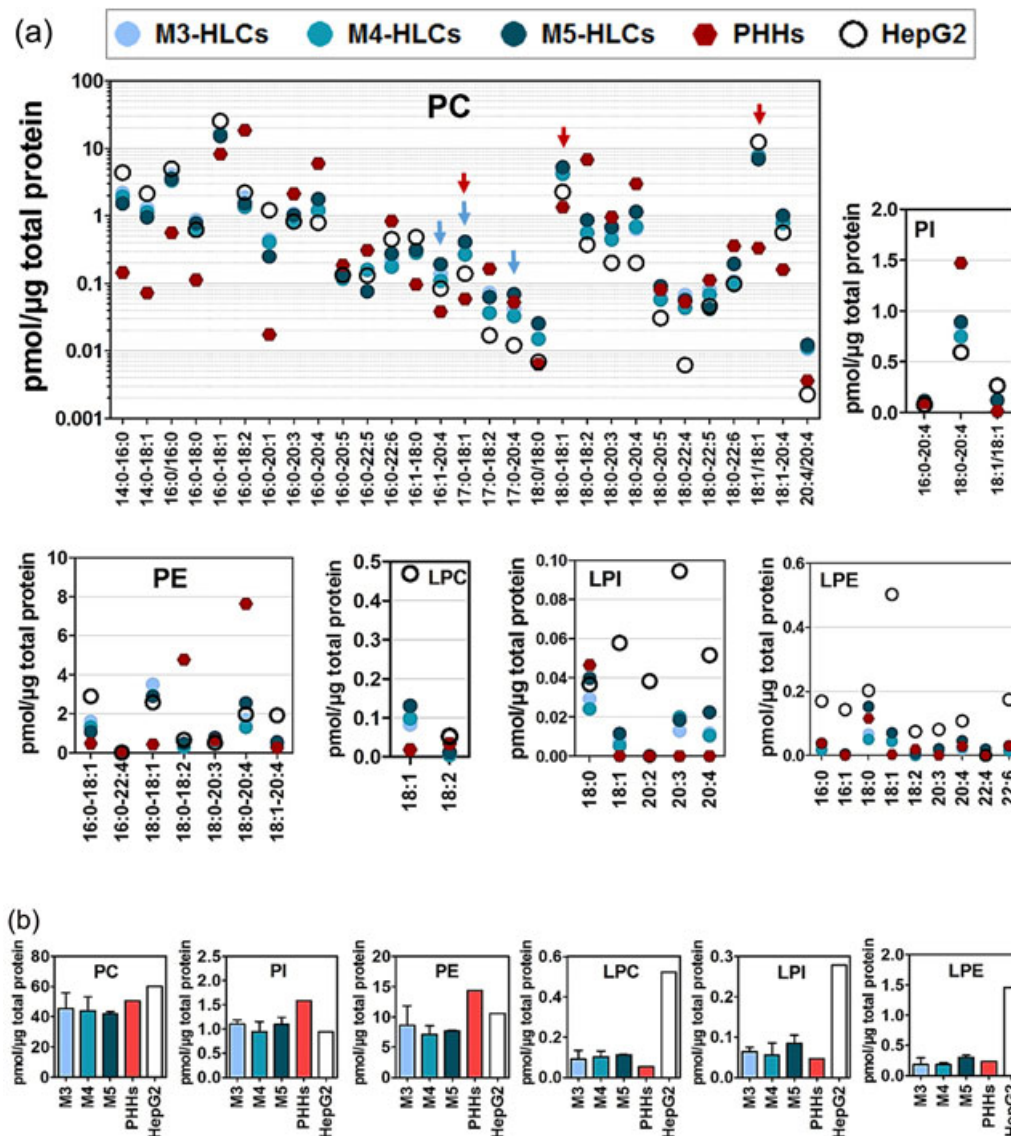 (a)
M3-HLCs M4-HLCs M5-HLCs PHHs HepG2
PC
pmol/µg total protein
100
10
1
0.1
0.01
0.001
14:0-16:0
14:0-18:1
16:0/16:0
16:0-18:0
16:0-18:1
16:0-18:2
16:0-20:1
16:0-20:3
16:0-20:4
16:0-20:5
16:0-22:5
16:0-22:6
16:1-18:0
16:1-20:4
17:0-18:1
17:0-18:2
17:0-20:4
18:0/18:0
18:0-18:1
18:0-18:2
18:0-20:3
18:0-20:4
18:0-20:5
18:0-22:4
18:0-22:5
18:0-22:6
18:1/18:1
18:1-20:4
20:4/20:4
PI
pmol/µg total protein
2.0
1.5
1.0
0.5
0.0
16:0-20:4
18:0-20:4
18:1/18:1
PE
pmol/µg total protein
10
8
6
4
2
0
16:0-18:1
16:0-22:4
18:0-18:1
18:0-18:2
18:0-20:3
18:0-20:4
18:1-20:4
LPC
pmol/µg total protein
0.5
0.4
0.3
0.2
0.1
0.0
18:1
18:2
LPI
pmol/µg total protein
0.10
0.08
0.06
0.04
0.02
0.00
18:0
18:1
20:2
20:3
20:4
LPE
pmol/µg total protein
0.6
0.4
0.2
0.0
16:0
16:1
18:0
18:1
18:2
20:3
20:4
22:4
22:6
(b)
PC
pmol/µg total protein
80
60
40
20
0
M3
M4
M5
PHHs
HepG2
PI
pmol/µg total protein
2.0
1.5
1.0
0.5
0.0
M3
M4
M5
PHHs
HepG2
PE
pmol/µg total protein
20
15
10
5
0
M3
M4
M5
PHHs
HepG2
LPC
pmol/µg total protein
0.6
0.4
0.2
0.0
M3
M4
M5
PHHs
HepG2
LPI
pmol/µg total protein
0.3
0.2
0.1
0.0
M3
M4
M5
PHHs
HepG2
LPE
pmol/µg total protein
2.0
1.5
1.0
0.5
0.0
M3
M4
M5
PHHs
HepG2